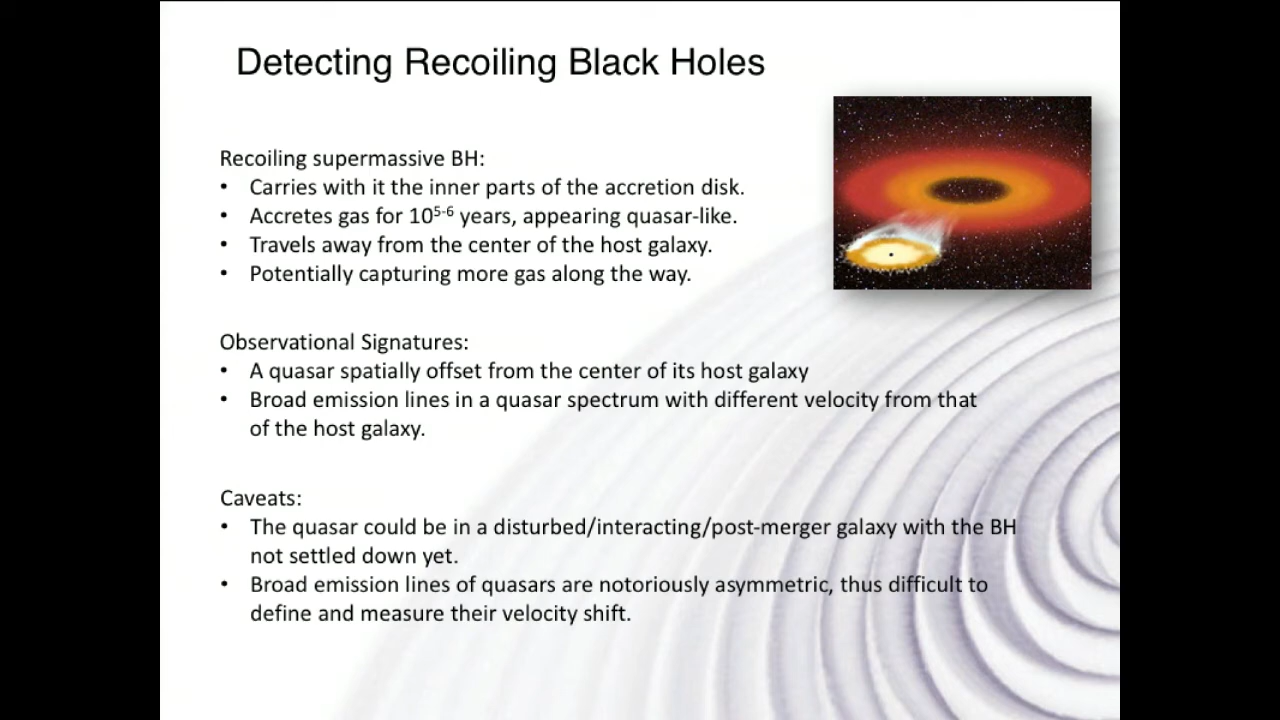 Detecting Recoiling Black Holes
Recoiling supermassive BH:
• Carries with it the inner parts of the accretion disk.
• Accretes gas for 10⁵⁻⁶ years, appearing quasar-like.
• Travels away from the center of the host galaxy.
• Potentially capturing more gas along the way.
Observational Signatures:
• A quasar spatially offset from the center of its host galaxy
• Broad emission lines in a quasar spectrum with different velocity from that
of the host galaxy.
Caveats:
• The quasar could be in a disturbed/interacting/post-merger galaxy with the BH
not settled down yet.
• Broad emission lines of quasars are notoriously asymmetric, thus difficult to
define and measure their velocity shift.